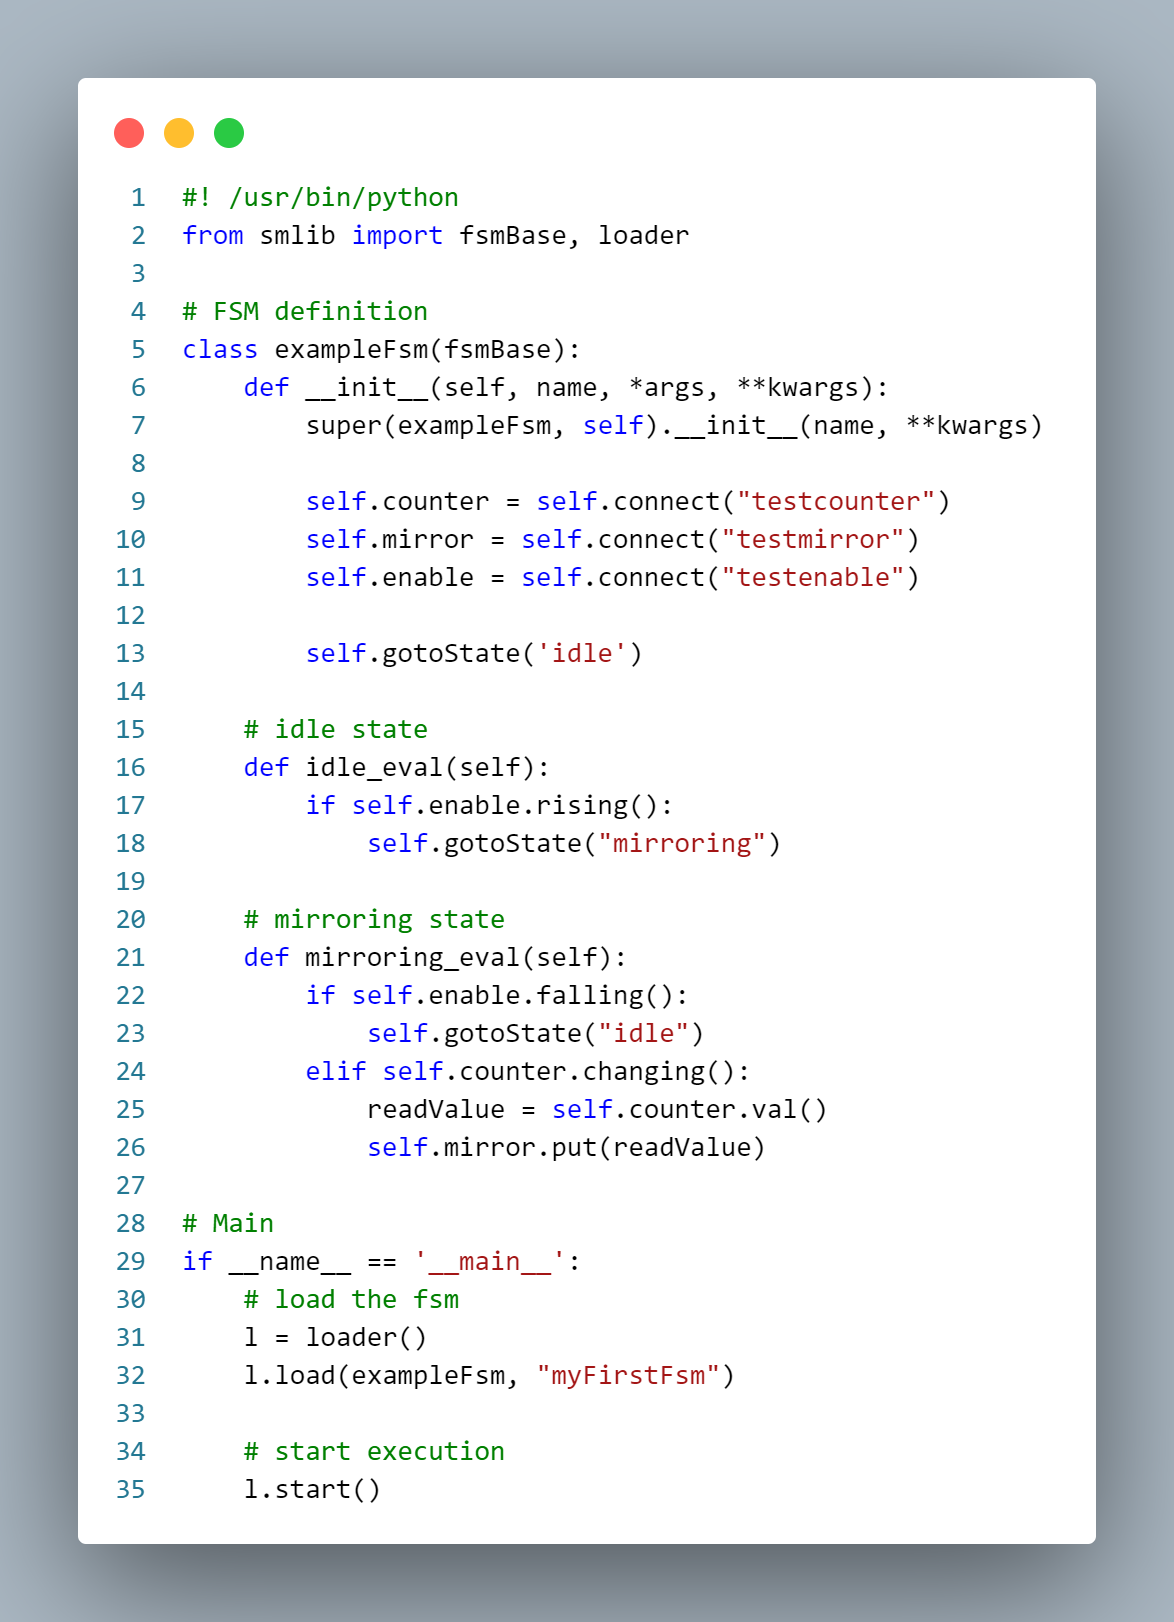 1 #! /usr/bin/python
2 from smlib import fsmBase, loader
3
4 # FSM definition
5 class exampleFsm(fsmBase):
6     def __init__(self, name, *args, **kwargs):
7         super(exampleFsm, self).__init__(name, **kwargs)
8
9         self.counter = self.connect("testcounter")
10         self.mirror = self.connect("testmirror")
11         self.enable = self.connect("testenable")
12
13         self.gotoState('idle')
14
15     # idle state
16     def idle_eval(self):
17         if self.enable.rising():
18             self.gotoState("mirroring")
19
20     # mirroring state
21     def mirroring_eval(self):
22         if self.enable.falling():
23             self.gotoState("idle")
24         elif self.counter.changing():
25             readValue = self.counter.val()
26             self.mirror.put(readValue)
27
28 # Main
29 if __name__ == '__main__':
30     # load the fsm
31     l = loader()
32     l.load(exampleFsm, "myFirstFsm")
33
34     # start execution
35     l.start()